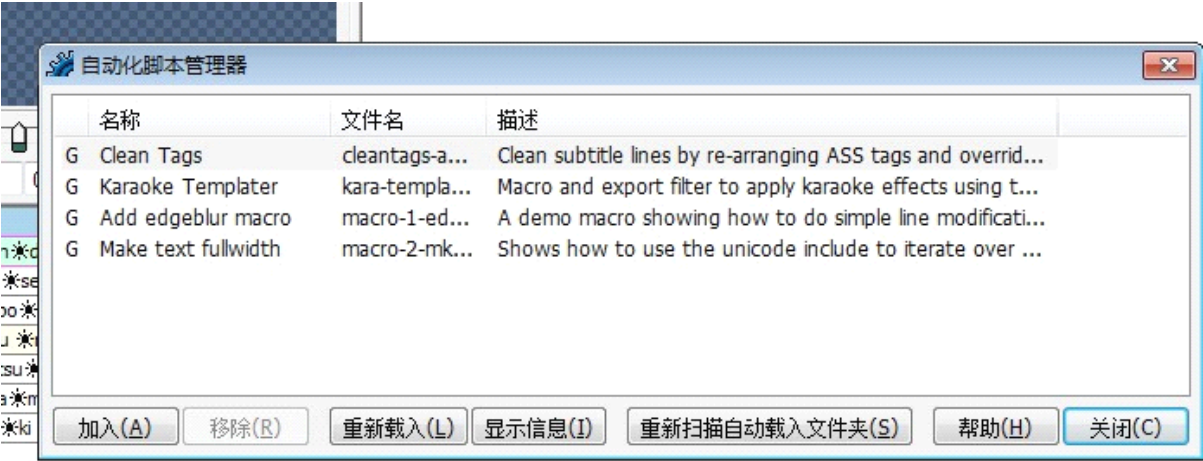 自动化脚本管理器
名称 文件名 描述
G Clean Tags cleantags-a... Clean subtitle lines by re-arranging ASS tags and overrid...
G Karaoke Templater kara-templa... Macro and export filter to apply karaoke effects using t...
G Add edgeblur macro macro-1-ed... A demo macro showing how to do simple line modificati...
G Make text fullwidth macro-2-mk... Shows how to use the unicode include to iterate over ...
☀se
☀ki
加入(A) 移除(R) 重新载入(L) 显示信息(I) 重新扫描自动载入文件夹(S) 帮助(H) 关闭(C)